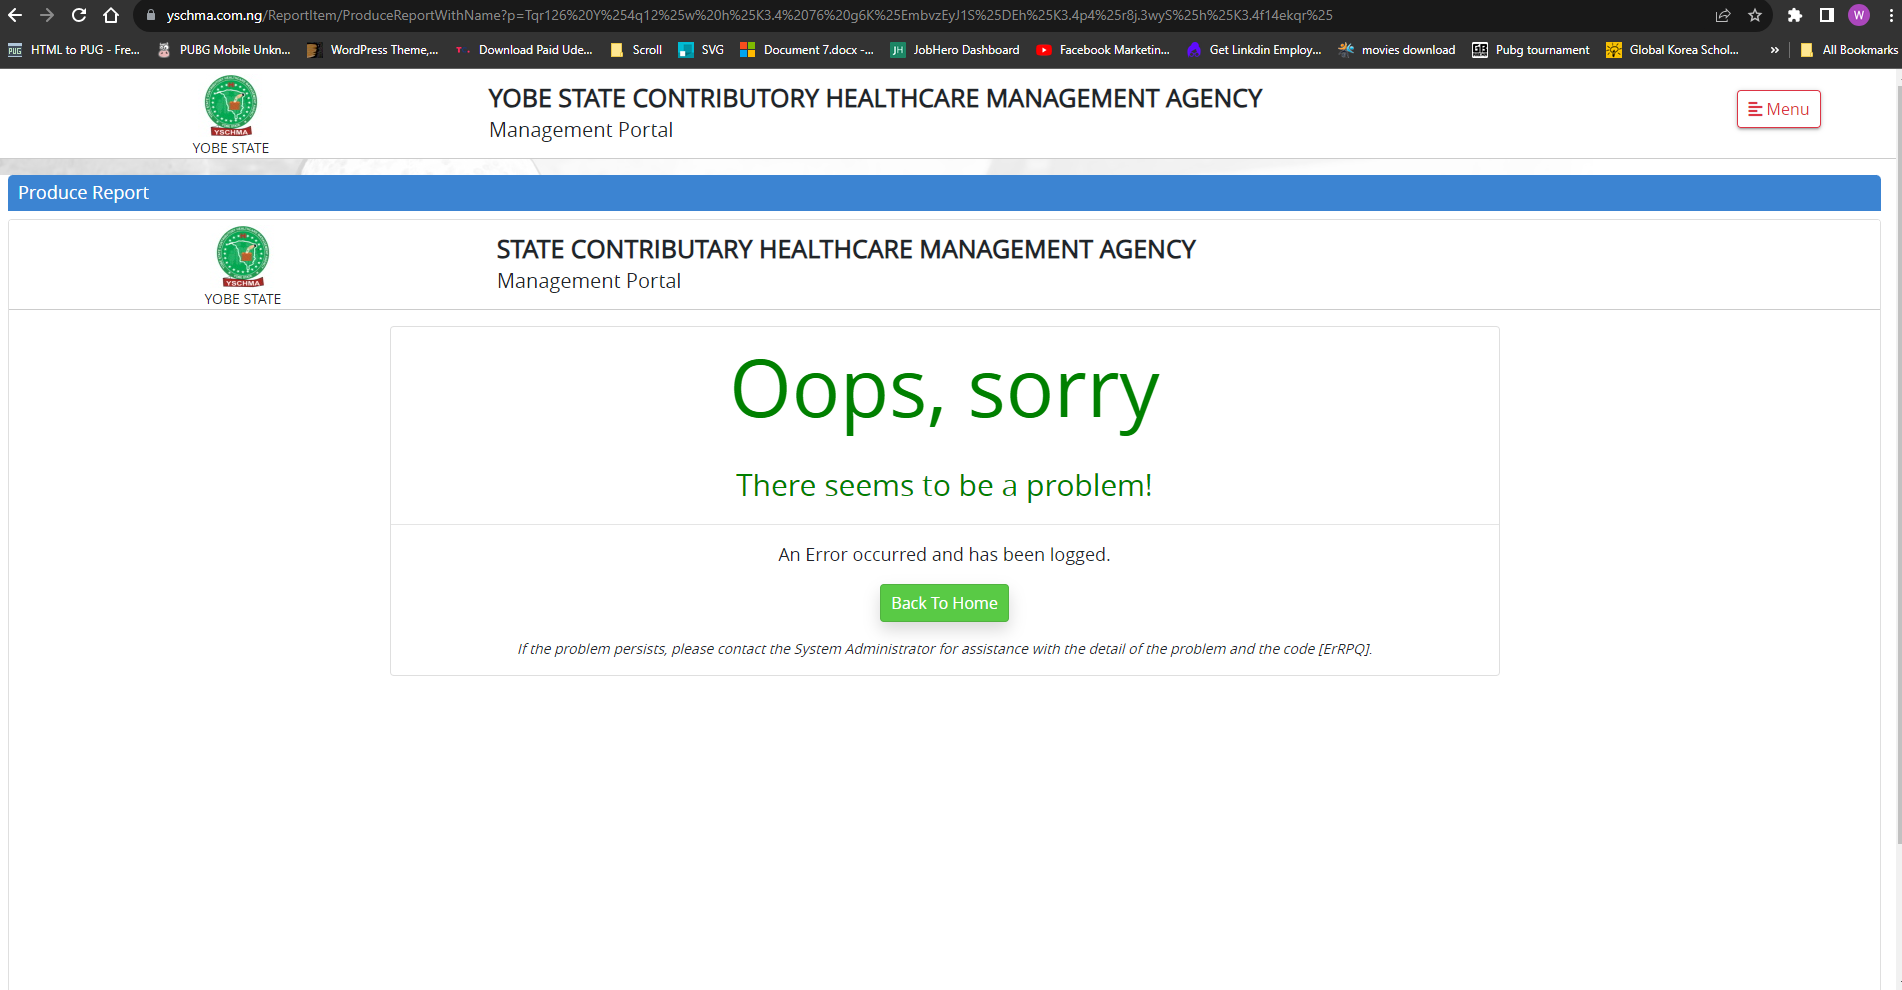 yschma.com.ng/ReportItem/ProduceReportWithName?p=Tqr126%20Y%254q12%25w%20h%25K3.4%2076%20g6K%25EmbvzEyJ1S%25DEh%25K3.4p4%25r8j.3wyS%25h%25K3.4f14ekqr%25
W
PUG HTML to PUG - Fre... PUBG Mobile Unkn... WordPress Theme,... Download Paid Ude... Scroll SVG Document 7.docx -... JH JobHero Dashboard Facebook Marketin... Get Linkdin Employ... movies download Pubg tournament Global Korea Schol... » All Bookmarks
YSCHMA
YOBE STATE
YOBE STATE CONTRIBUTORY HEALTHCARE MANAGEMENT AGENCY
Management Portal
Menu
Produce Report
YSCHMA
YOBE STATE
STATE CONTRIBUTARY HEALTHCARE MANAGEMENT AGENCY
Management Portal
Oops, sorry
There seems to be a problem!
An Error occurred and has been logged.
Back To Home
If the problem persists, please contact the System Administrator for assistance with the detail of the problem and the code [ErRPQ].